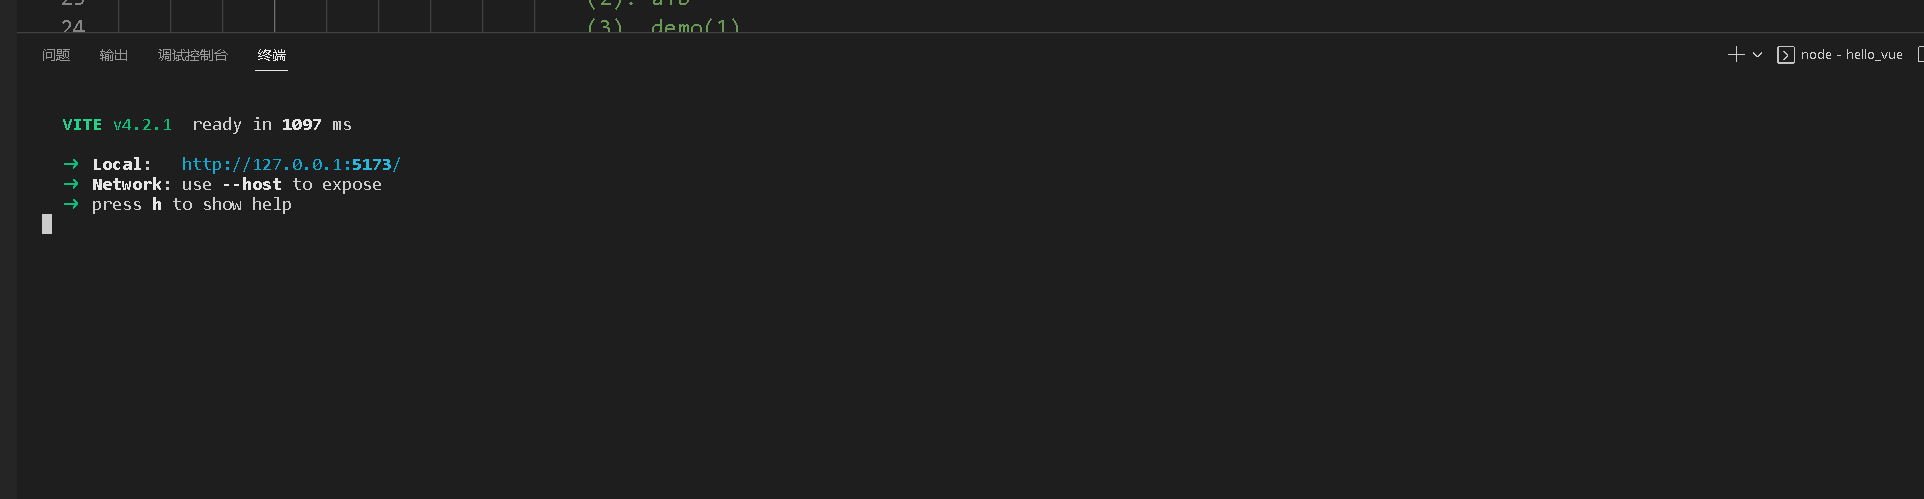 24 (3). demo(1)
问题 输出 调试控制台 终端 node - hello_vue
VITE v4.2.1 ready in 1097 ms
➜ Local: http://127.0.0.1:5173/
➜ Network: use --host to expose
➜ press h to show help